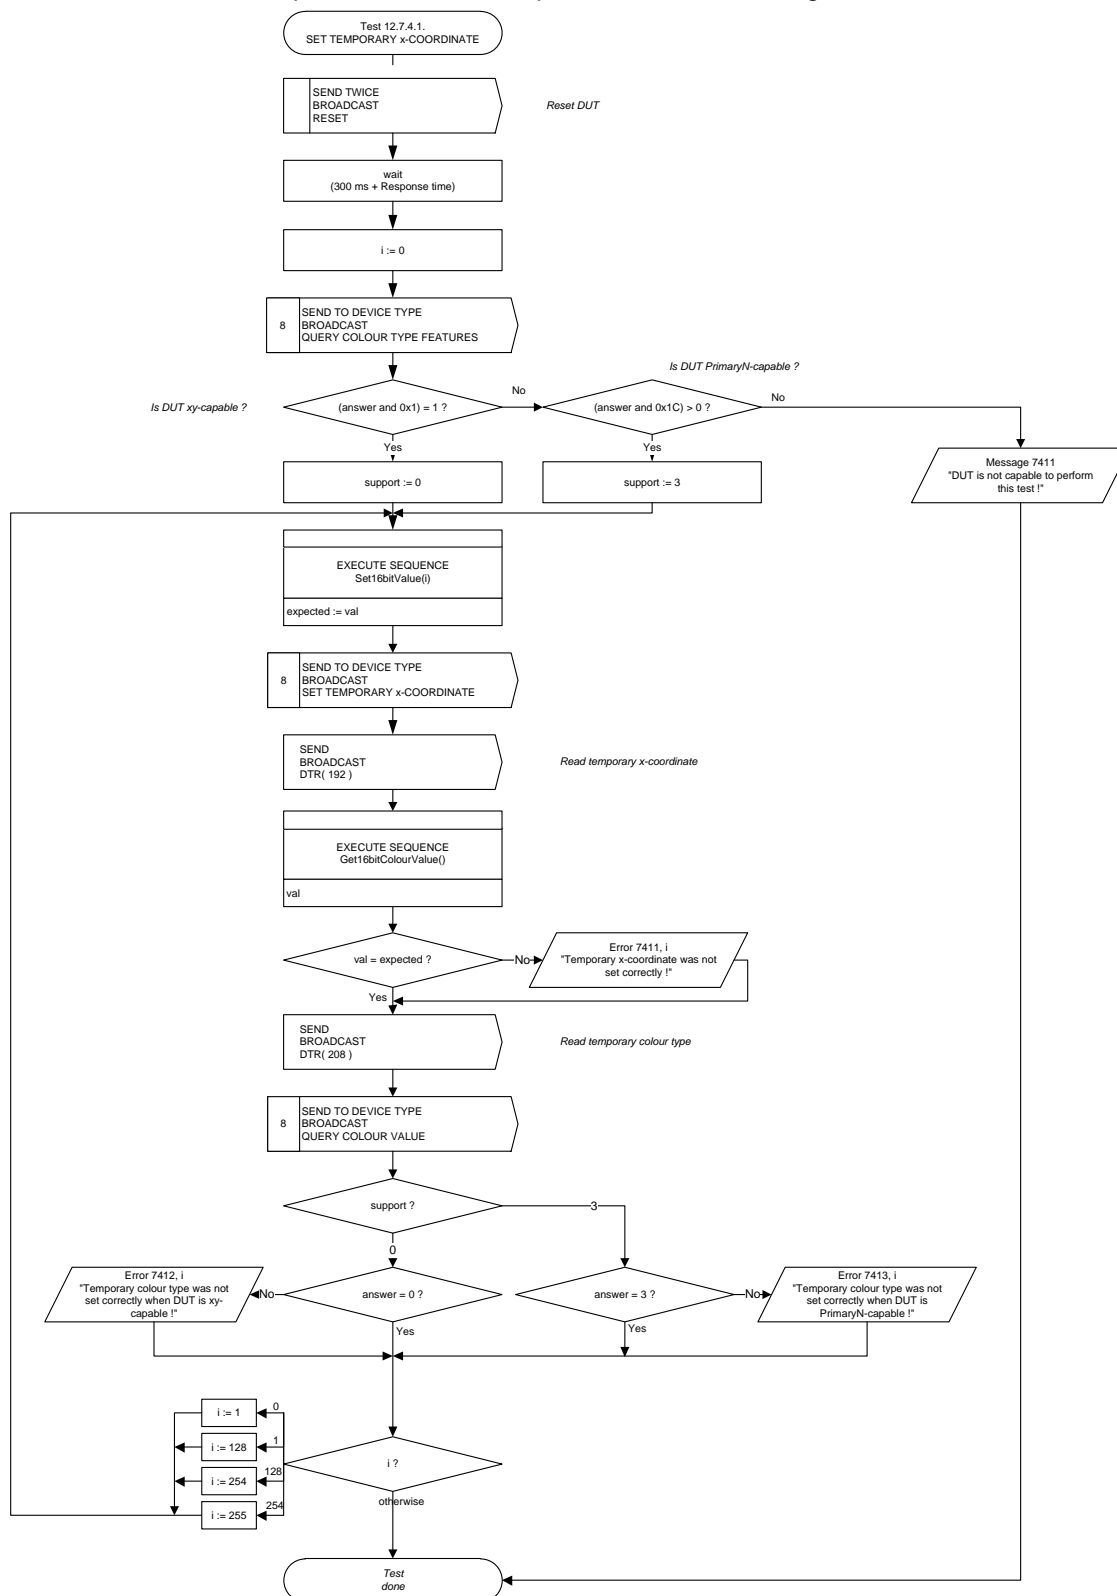 Test 12.7.4.1.
SET TEMPORARY x-COORDINATE
SEND TWICE
BROADCAST
RESET
Reset DUT
wait
(300 ms + Response time)
i := 0
8
SEND TO DEVICE TYPE
BROADCAST
QUERY COLOUR TYPE FEATURES
Is DUT PrimaryN-capable ?
Is DUT xy-capable ?
(answer and 0x1) = 1 ?
No
(answer and 0x1C) > 0 ?
No
Yes
Yes
Message 7411
"DUT is not capable to perform
this test !"
support := 0
support := 3
EXECUTE SEQUENCE
Set16bitValue(i)
expected := val
8
SEND TO DEVICE TYPE
BROADCAST
SET TEMPORARY x-COORDINATE
SEND
BROADCAST
DTR( 192 )
Read temporary x-coordinate
EXECUTE SEQUENCE
Get16bitColourValue()
val
val = expected ?
No
Error 7411, i
"Temporary x-coordinate was not
set correctly !"
Yes
SEND
BROADCAST
DTR( 208 )
Read temporary colour type
8
SEND TO DEVICE TYPE
BROADCAST
QUERY COLOUR VALUE
support ?
3
0
Error 7412, i
"Temporary colour type was not
set correctly when DUT is xy-
capable !"
No
answer = 0 ?
answer = 3 ?
No
Error 7413, i
"Temporary colour type was not
set correctly when DUT is
PrimaryN-capable !"
Yes
Yes
i := 1
0
i := 128
1
i := 254
128
i := 255
254
i ?
otherwise
Test
done